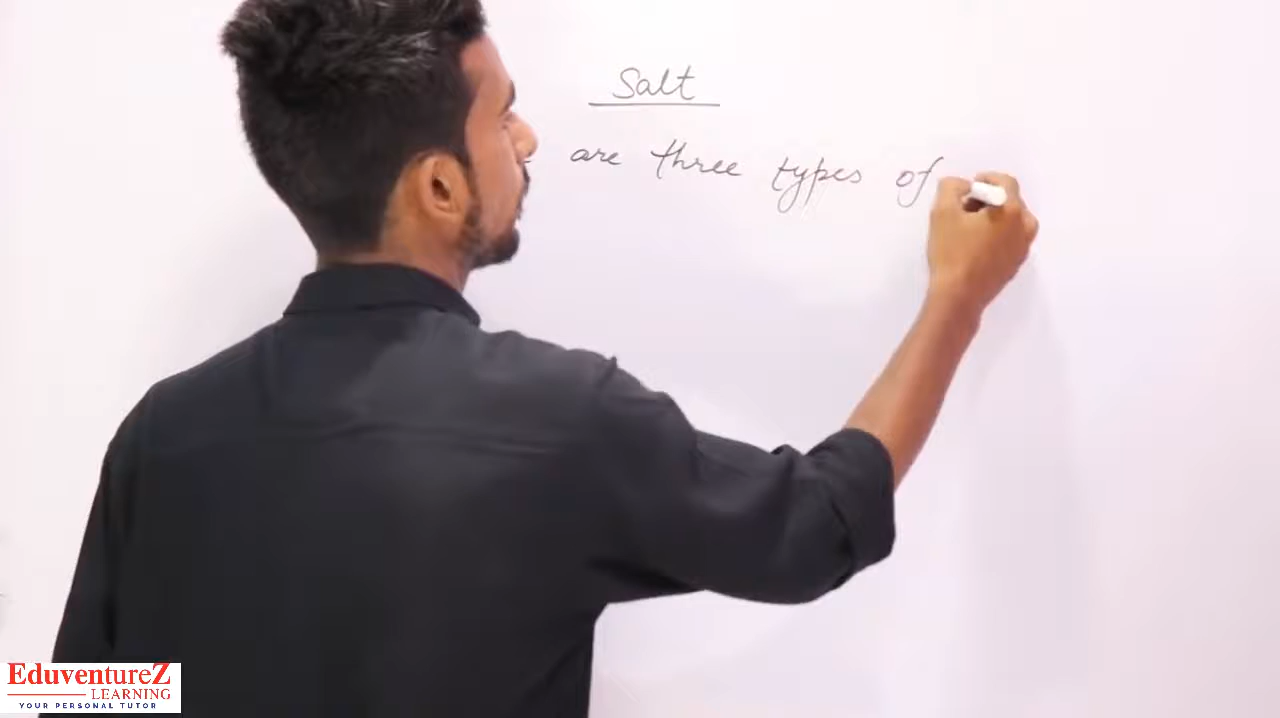 Salt
are three types of
EduventureZ
LEARNING
YOUR PERSONAL TUTOR